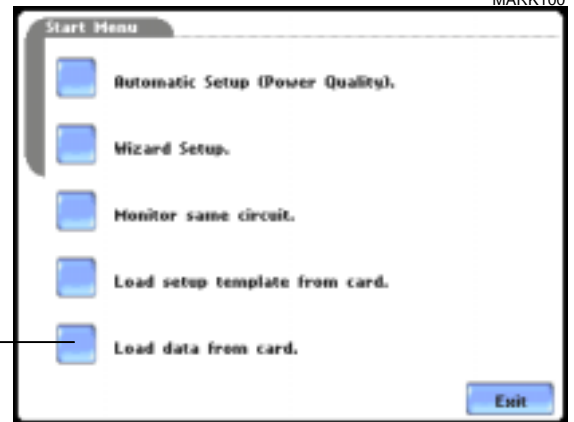 Start Menu
Automatic Setup (Power Quality).
Wizard Setup.
Monitor same circuit.
Load setup template from card.
Load data from card.
Exit